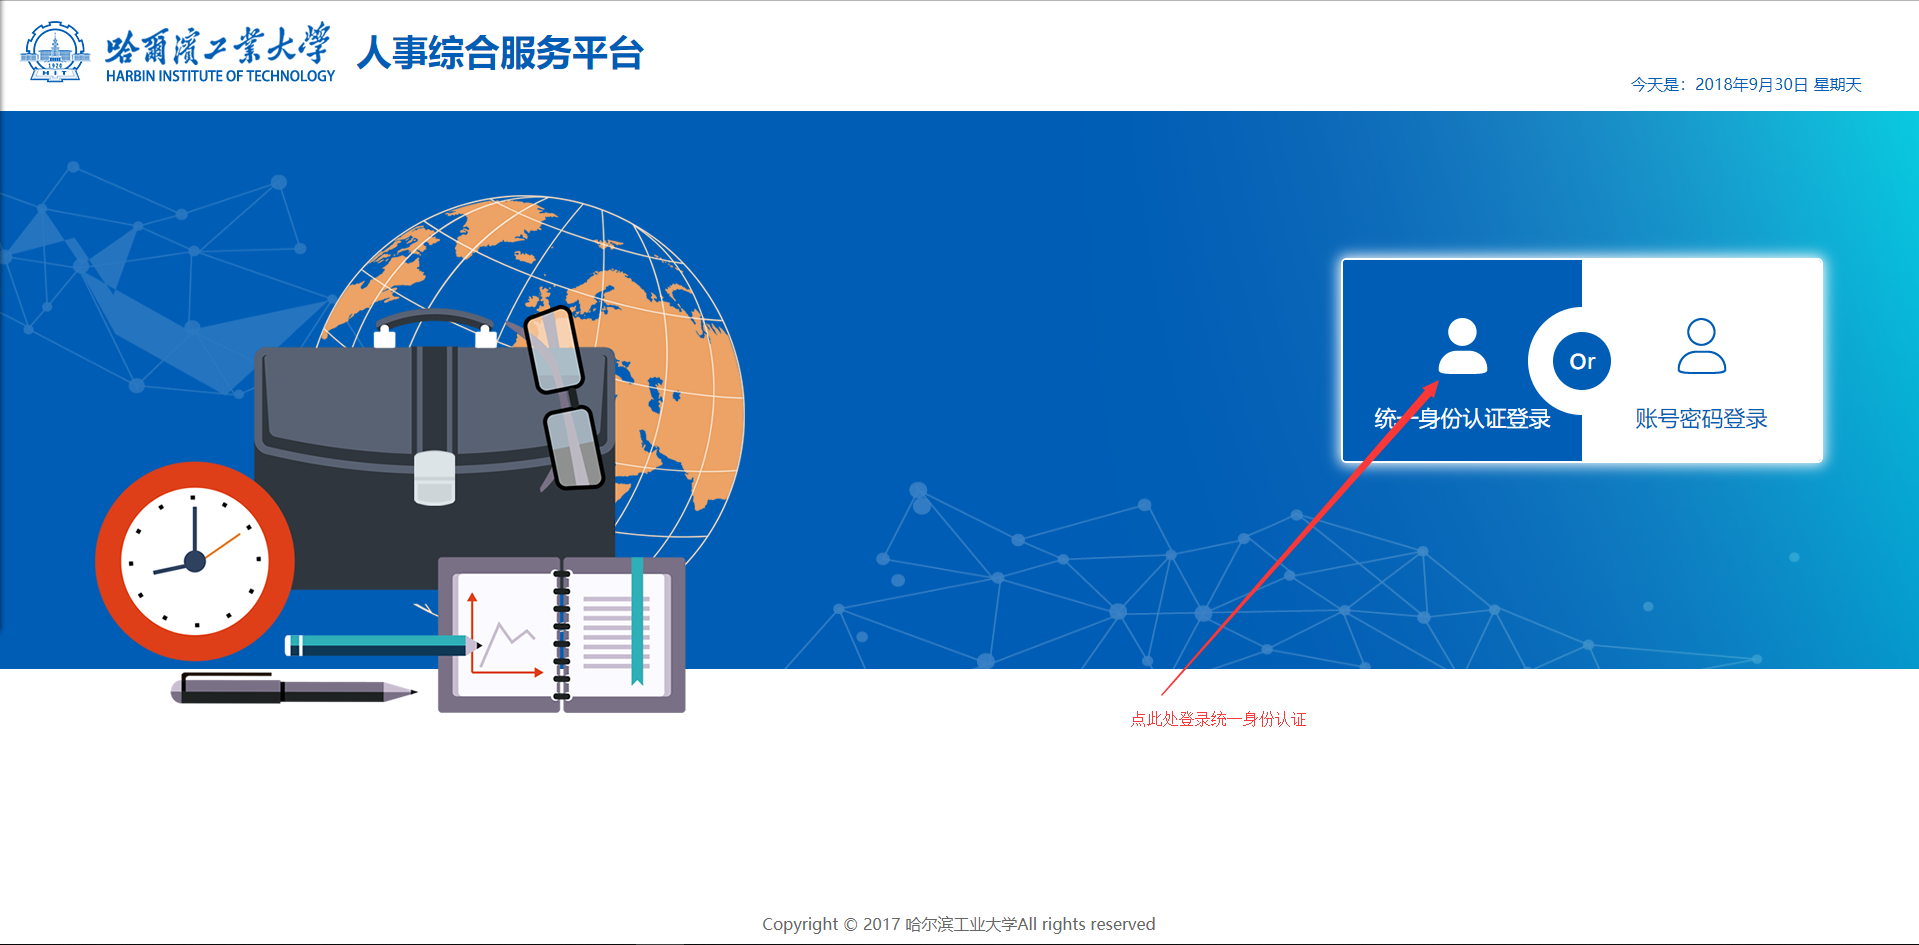 哈爾濱工業大學
HARBIN INSTITUTE OF TECHNOLOGY
1920
HIT
人事综合服务平台
今天是：2018年9月30日 星期天
Or
统一身份认证登录
账号密码登录
点此处登录统一身份认证
Copyright © 2017 哈尔滨工业大学All rights reserved